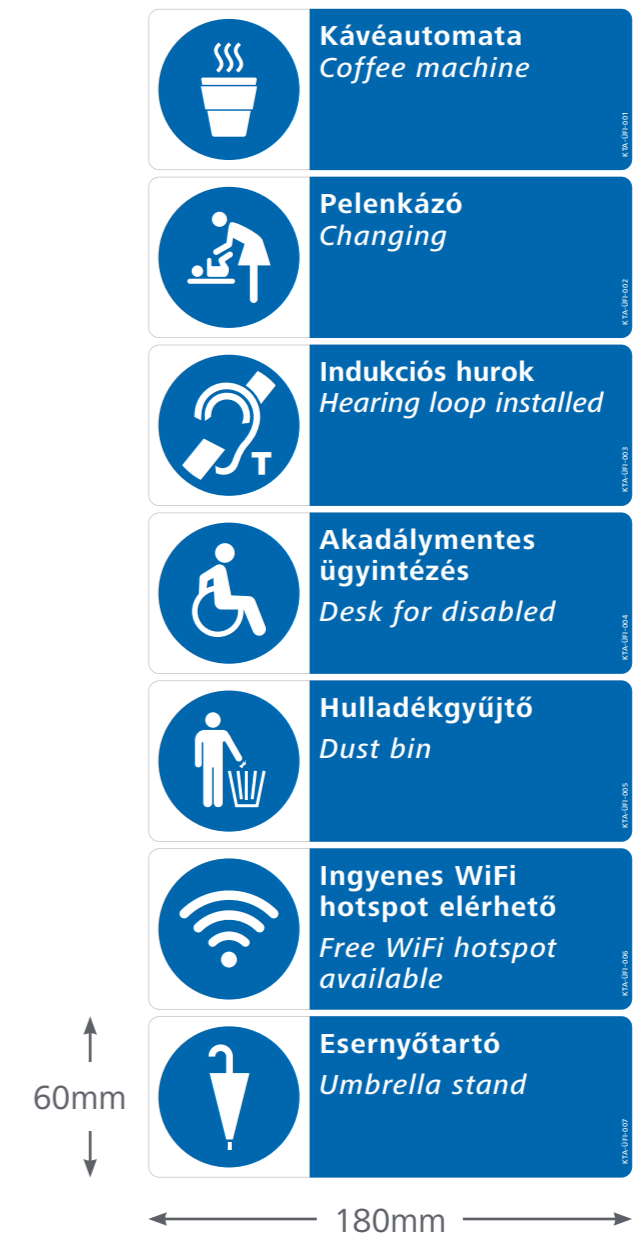 Kávéautomata
Coffee machine
KTA-ÜFI-001
Pelenkázó
Changing
KTA-ÜFI-002
T
Indukciós hurok
Hearing loop installed
KTA-ÜFI-003
Akadálymentes
ügyintézés
Desk for disabled
KTA-ÜFI-004
Hulladékgyűjtő
Dust bin
KTA-ÜFI-005
Ingyenes WiFi
hotspot elérhető
Free WiFi hotspot
available
KTA-ÜFI-006
Esernyőtartó
Umbrella stand
KTA-ÜFI-007
60mm
180mm